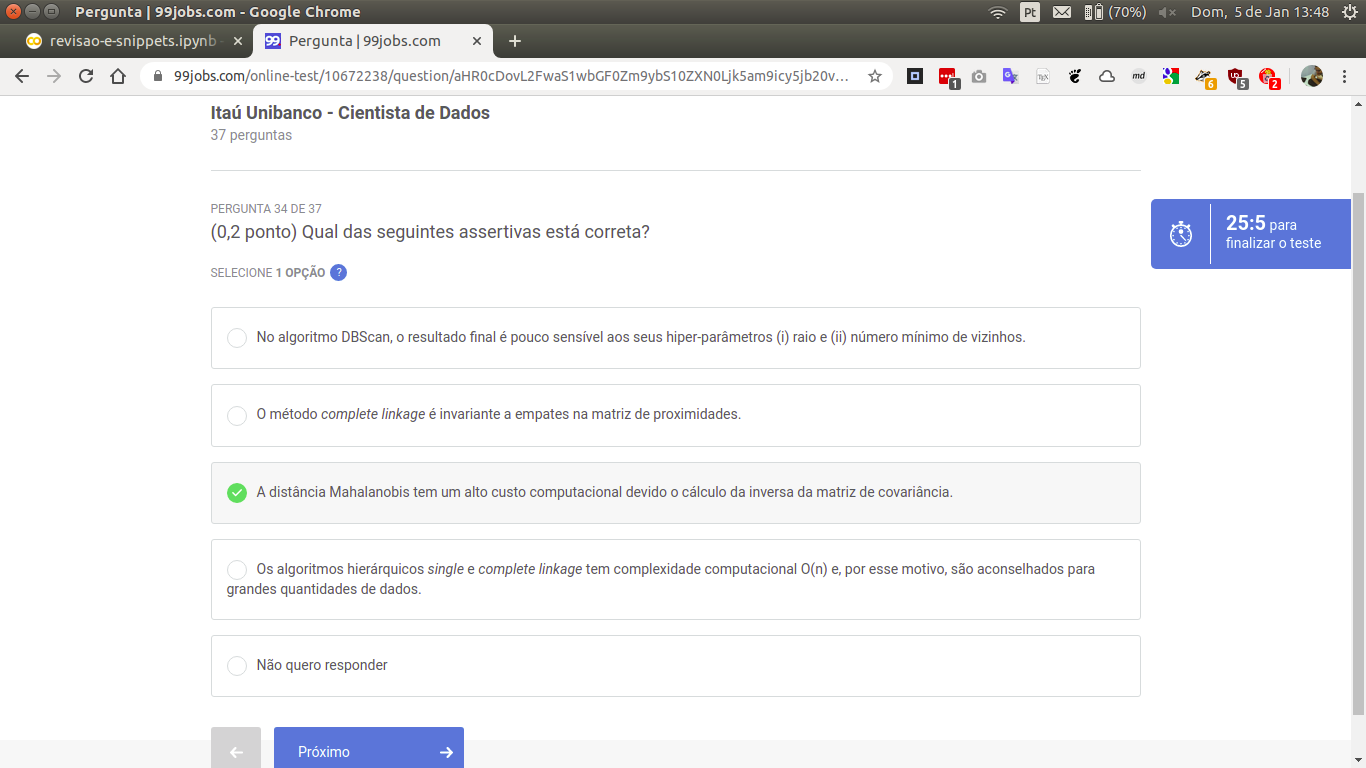 Pergunta | 99jobs.com - Google Chrome
Pt
(70%)
Dom, 5 de Jan 13:48
revisao-e-snippets.ipynb
Pergunta | 99jobs.com
99jobs.com/online-test/10672238/question/aHR0cDovL2FwaS1wbGF0Zm9ybS10ZXN0Ljk5am9icy5jb20v...
1
md
6
5
2
Itaú Unibanco - Cientista de Dados
37 perguntas
PERGUNTA 34 DE 37
(0,2 ponto) Qual das seguintes assertivas está correta?
25:5 para
finalizar o teste
SELECIONE 1 OPÇÃO ?
No algoritmo DBScan, o resultado final é pouco sensível aos seus hiper-parâmetros (i) raio e (ii) número mínimo de vizinhos.
O método complete linkage é invariante a empates na matriz de proximidades.
A distância Mahalanobis tem um alto custo computacional devido o cálculo da inversa da matriz de covariância.
Os algoritmos hierárquicos single e complete linkage tem complexidade computacional O(n) e, por esse motivo, são aconselhados para
grandes quantidades de dados.
Não quero responder
Próximo